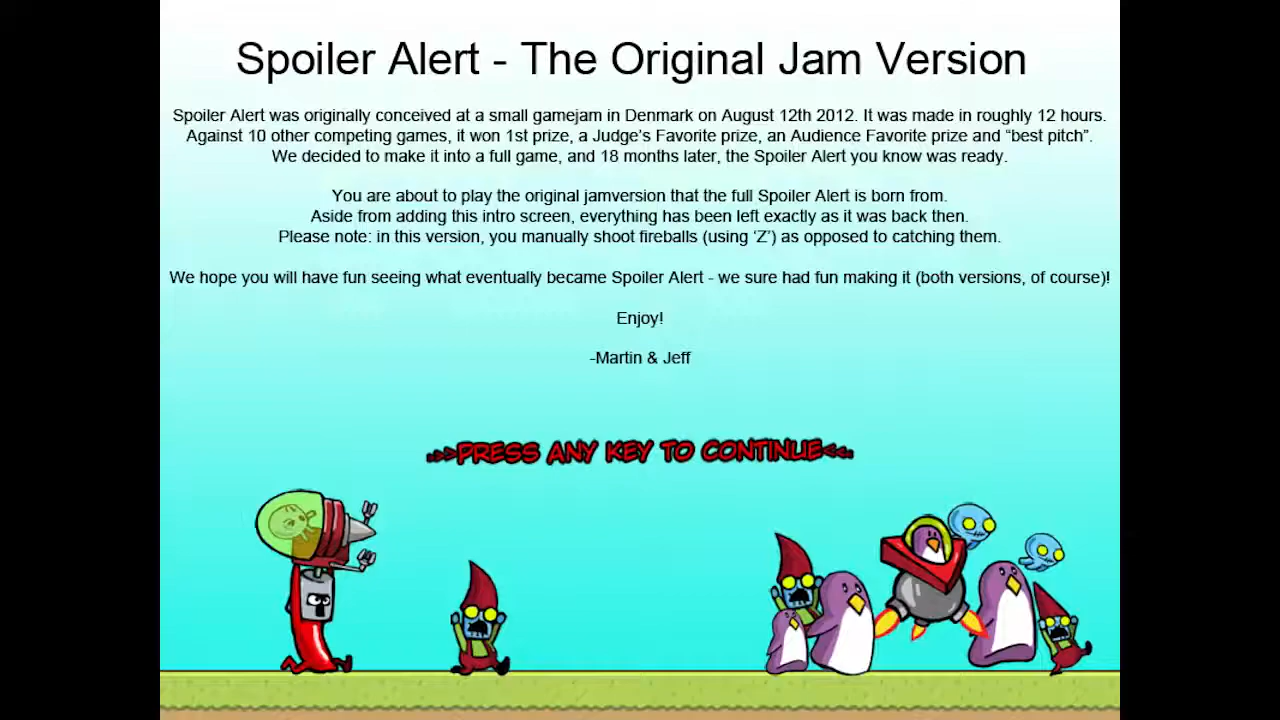 Spoiler Alert - The Original Jam Version
Spoiler Alert was originally conceived at a small gamejam in Denmark on August 12th 2012. It was made in roughly 12 hours.
Against 10 other competing games, it won 1st prize, a Judge's Favorite prize, an Audience Favorite prize and “best pitch”.
We decided to make it into a full game, and 18 months later, the Spoiler Alert you know was ready.
You are about to play the original jamversion that the full Spoiler Alert is born from.
Aside from adding this intro screen, everything has been left exactly as it was back then.
Please note: in this version, you manually shoot fireballs (using ‘Z’) as opposed to catching them.
We hope you will have fun seeing what eventually became Spoiler Alert - we sure had fun making it (both versions, of course)!
Enjoy!
-Martin & Jeff
.>>PRESS ANY KEY TO CONTINUE<<.